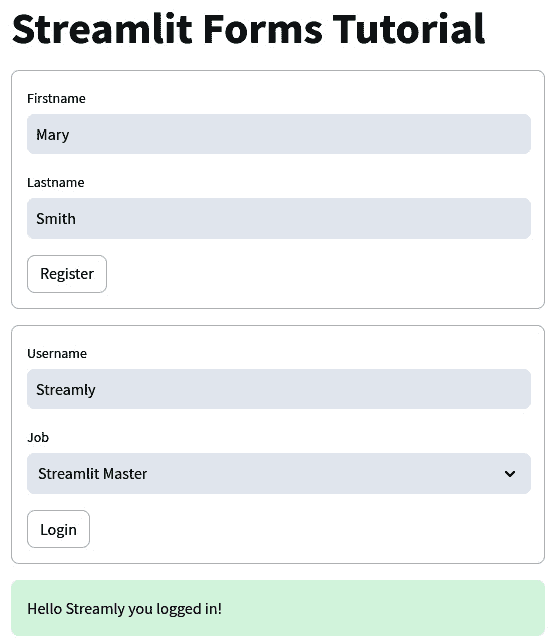 Streamlit Forms Tutorial
Firstname
Mary
Lastname
Smith
Register
Username
Streamly
Job
Streamlit Master
Login
Hello Streamly you logged in!